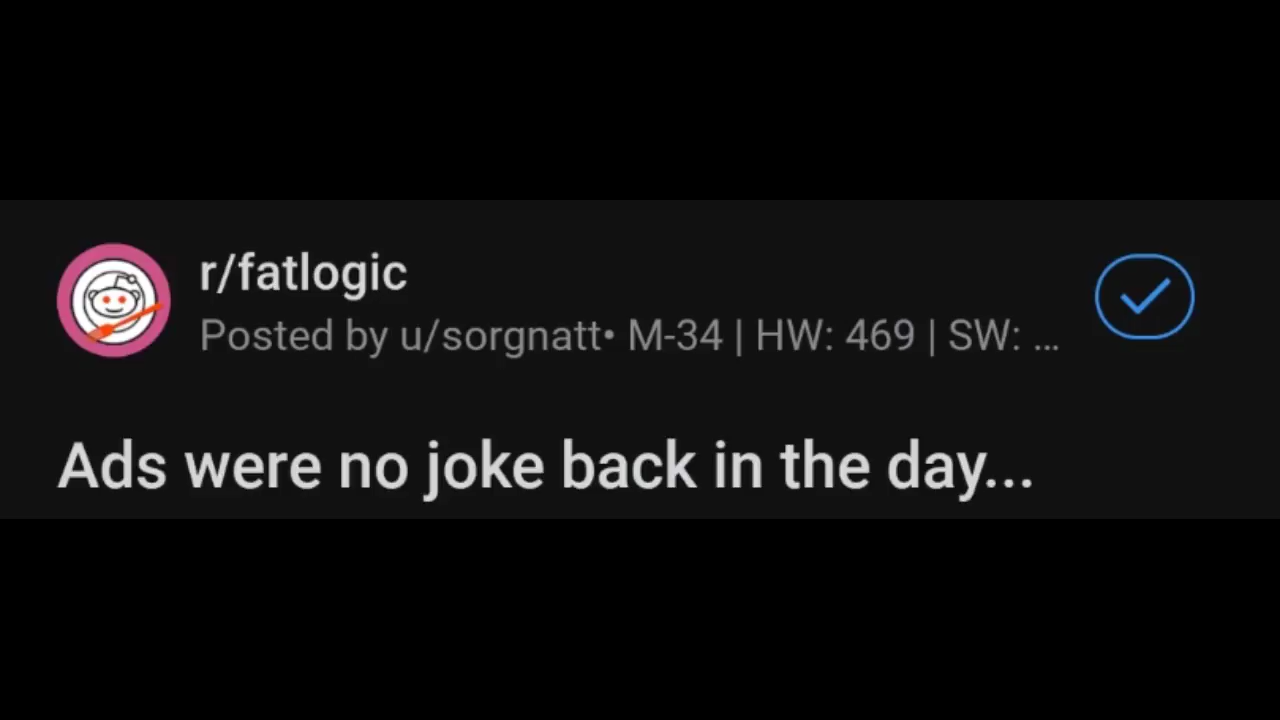 r/fatlogic
Posted by u/sorgnatt• M-34 | HW: 469 | SW: ...
Ads were no joke back in the day...